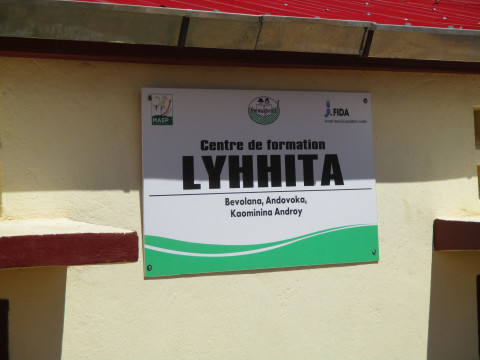 MAEP
FIDA
Centre de formation
LYHHITA
Bevolana, Andovoka,
Kaominina Androy